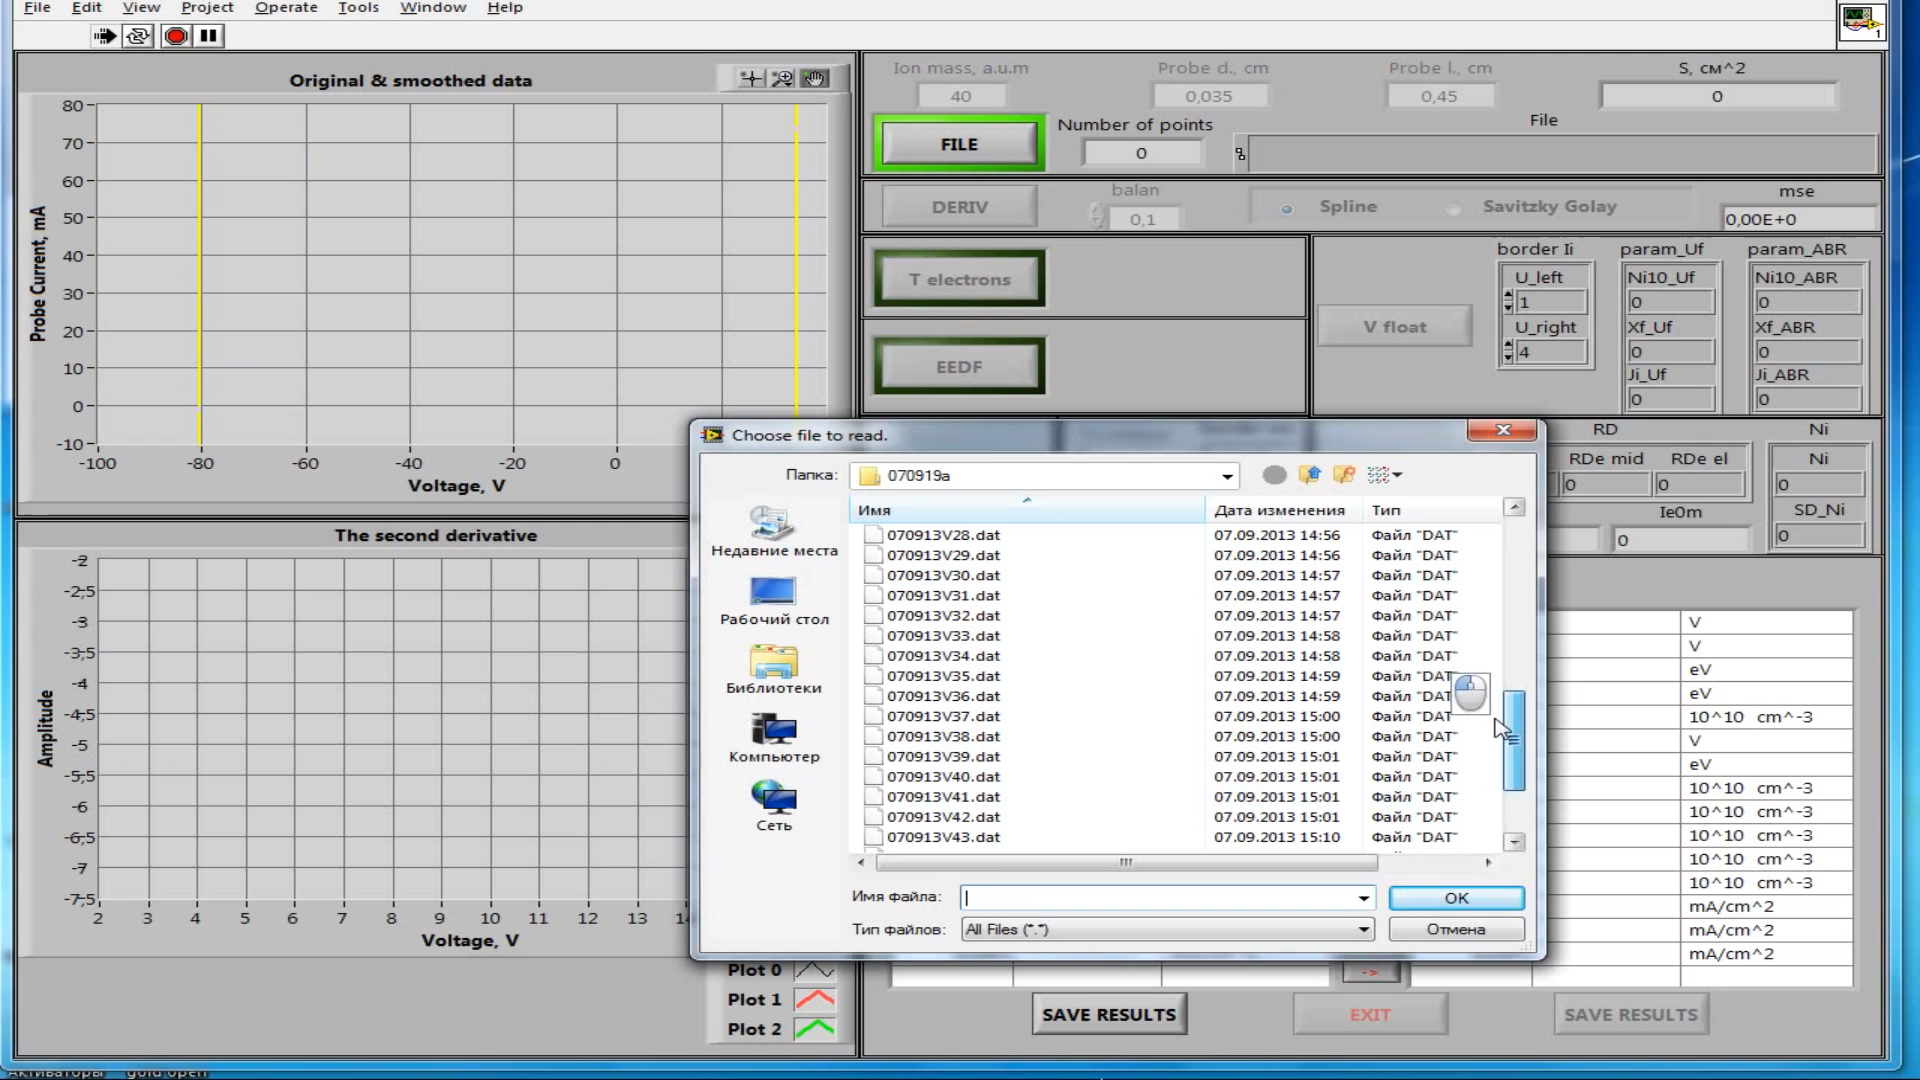 File Edit View Project Operate Tools Window Help
1
Original & smoothed data
80
70
60
50
40
30
20
10
0
-10
Probe Current, mA
-100 -80 -60 -40 -20 0
Voltage, V
The second derivative
-2
-2,5
-3
-3,5
-4
-4,5
-5
-5,5
-6
-6,5
-7
-7,5
Amplitude
2 3 4 5 6 7 8 9 10 11 12 13
Voltage, V
Plot 0
Plot 1
Plot 2
Ion mass, a.u.m Probe d., cm Probe l., cm S, см^2
40 0,035 0,45 0
FILE
Number of points
0
File
DERIV
balan
0,1
Spline Savitzky Golay
mse
0,00E+0
T electrons
EEDF
V float
border Ii
U_left
1
U_right
4
param_Uf
Ni10_Uf
0
Xf_Uf
0
Ji_Uf
0
param_ABR
Ni10_ABR
0
Xf_ABR
0
Ji_ABR
0
RD
RDe mid RDe el
0 0
Ni
Ni
0
Ie0m
0
SD_Ni
0
Choose file to read.
Папка: 070919a
Недавние места
Рабочий стол
Библиотеки
Компьютер
Сеть
Имя Дата изменения Тип
070913V28.dat 07.09.2013 14:56 Файл "DAT"
070913V29.dat 07.09.2013 14:56 Файл "DAT"
070913V30.dat 07.09.2013 14:57 Файл "DAT"
070913V31.dat 07.09.2013 14:57 Файл "DAT"
070913V32.dat 07.09.2013 14:57 Файл "DAT"
070913V33.dat 07.09.2013 14:58 Файл "DAT"
070913V34.dat 07.09.2013 14:58 Файл "DAT"
070913V35.dat 07.09.2013 14:59 Файл "DAT"
070913V36.dat 07.09.2013 14:59 Файл "DAT"
070913V37.dat 07.09.2013 15:00 Файл "DAT"
070913V38.dat 07.09.2013 15:00 Файл "DAT"
070913V39.dat 07.09.2013 15:01 Файл "DAT"
070913V40.dat 07.09.2013 15:01 Файл "DAT"
070913V41.dat 07.09.2013 15:01 Файл "DAT"
070913V42.dat 07.09.2013 15:01 Файл "DAT"
070913V43.dat 07.09.2013 15:10 Файл "DAT"
Имя файла: OK
Тип файлов: All Files (*.*) Отмена
V
V
eV
eV
10^10 cm^-3
V
eV
10^10 cm^-3
10^10 cm^-3
10^10 cm^-3
10^10 cm^-3
10^10 cm^-3
mA/cm^2
mA/cm^2
mA/cm^2
->
SAVE RESULTS EXIT SAVE RESULTS
Активаторы gold open